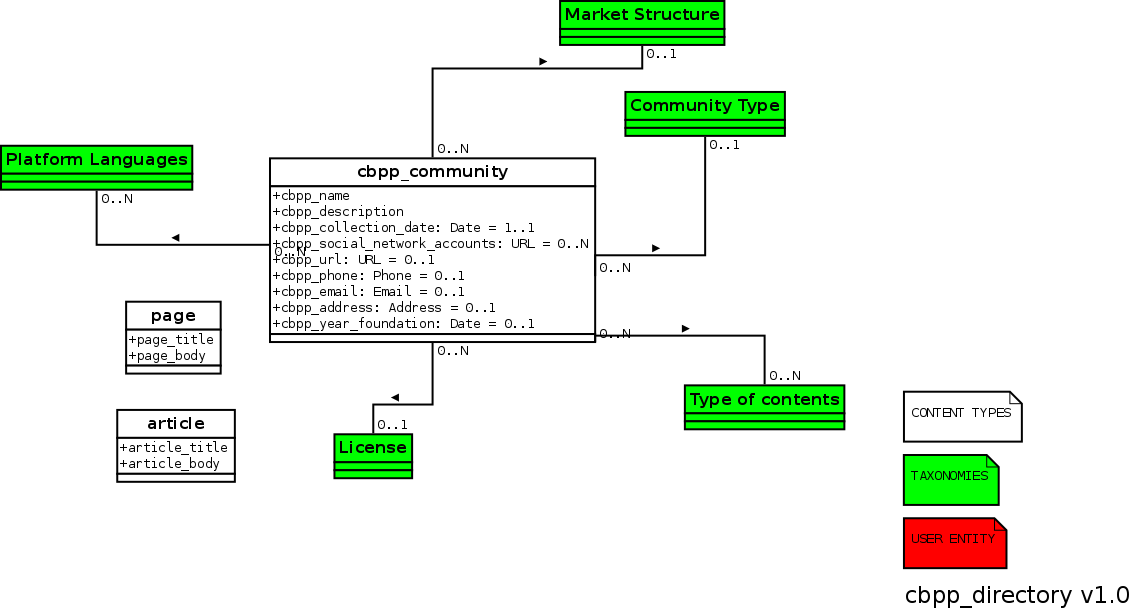 Market Structure
0..1
Community Type
0..1
0..N
Platform Languages
0..N
cbpp_community
+cbpp_name
+cbpp_description
+cbpp_collection_date: Date = 1..1
+cbpp_social_network_accounts: URL = 0..N
0..N
+cbpp_url: URL = 0..1
+cbpp_phone: Phone = 0..1
+cbpp_email: Email = 0..1
+cbpp_address: Address = 0..1
+cbpp_year_foundation: Date = 0..1
0..N
0..N
0..N
0..N
page
+page_title
+page_body
Type of contents
article
+article_title
+article_body
0..1
License
CONTENT TYPES
TAXONOMIES
USER ENTITY
cbpp_directory v1.0